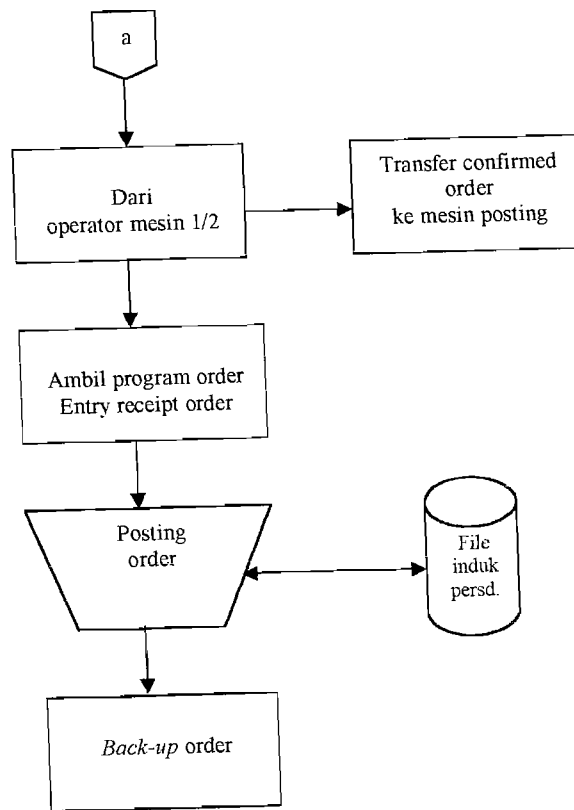 a
Dari
operator mesin 1/2
Transfer confirmed
order
ke mesin posting
Ambil program order
Entry receipt order
Posting
order
File
induk
persd.
Back-up order